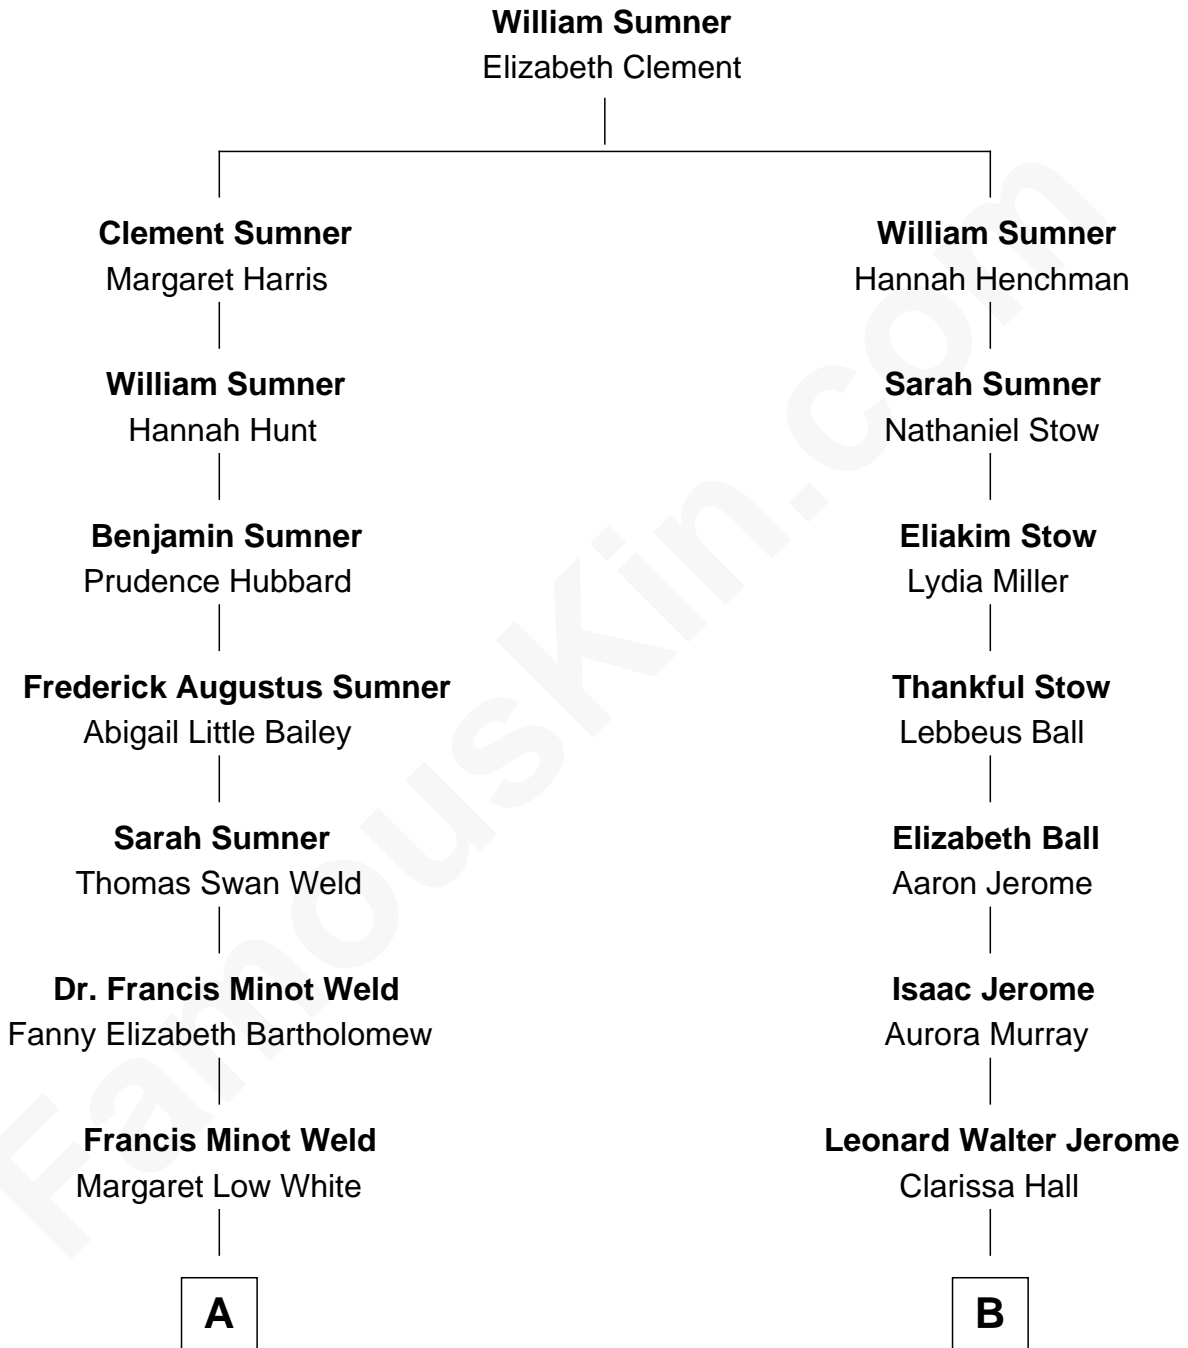 William Sumner
Elizabeth Clement
Clement Sumner
Margaret Harris
William Sumner
Hannah Hunt
Benjamin Sumner
Prudence Hubbard
Frederick Augustus Sumner
Abigail Little Bailey
Sarah Sumner
Thomas Swan Weld
Dr. Francis Minot Weld
Fanny Elizabeth Bartholomew
Francis Minot Weld
Margaret Low White
A
William Sumner
Hannah Henchman
Sarah Sumner
Nathaniel Stow
Eliakim Stow
Lydia Miller
Thankful Stow
Lebbeus Ball
Elizabeth Ball
Aaron Jerome
Isaac Jerome
Aurora Murray
Leonard Walter Jerome
Clarissa Hall
B
FamousKin.com